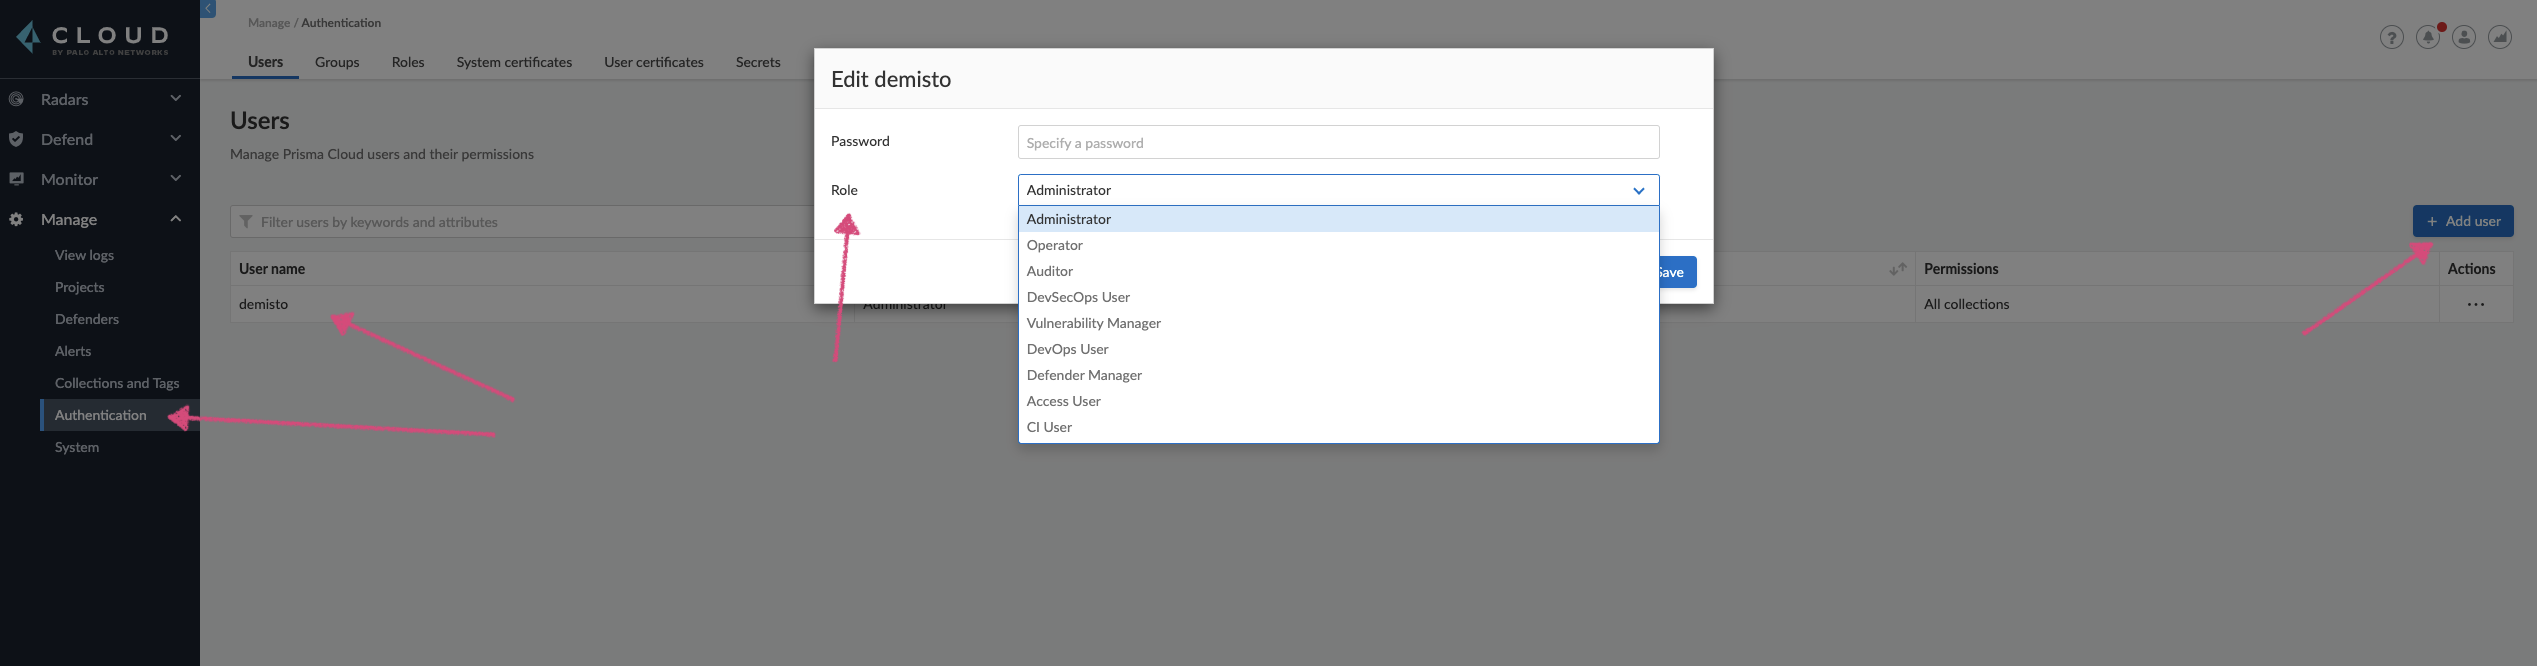 CLOUD
BY PALO ALTO NETWORKS
Radars
Defend
Monitor
Manage
View logs
Projects
Defenders
Alerts
Collections and Tags
Authentication
System
Manage / Authentication
Users Groups Roles System certificates User certificates Secrets
Users
Manage Prisma Cloud users and their permissions
Filter users by keywords and attributes
+ Add user
User name Permissions Actions
demisto Administrator All collections ...
Edit demisto
Password Specify a password
Role Administrator
Administrator
Operator
Auditor
DevSecOps User
Vulnerability Manager
DevOps User
Defender Manager
Access User
CI User
Save